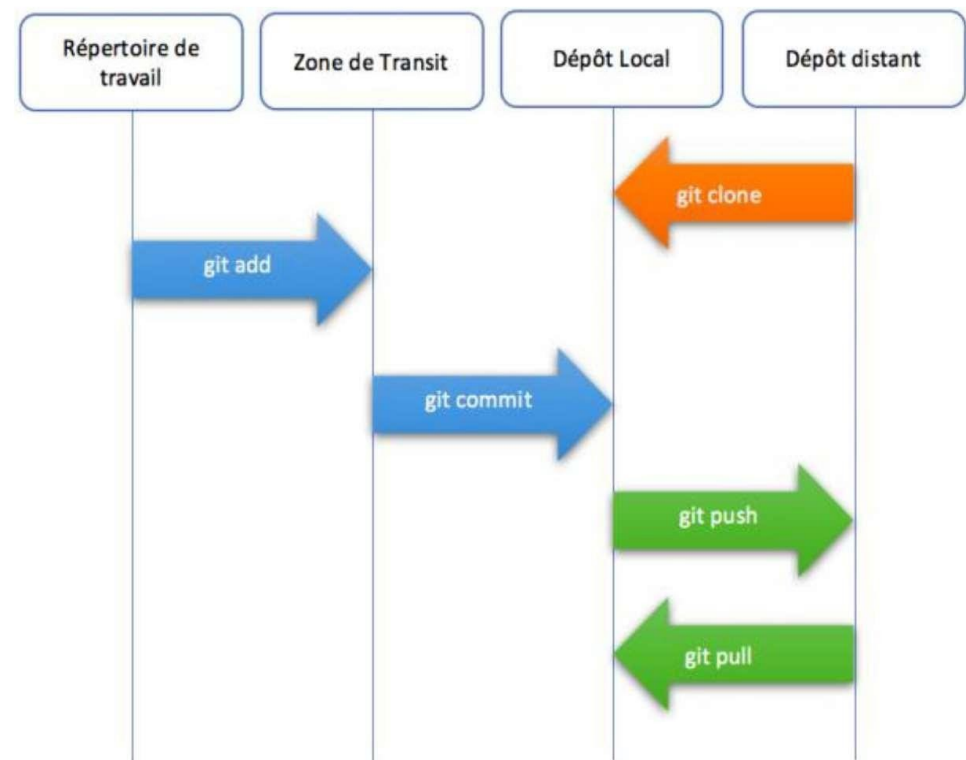 Répertoire de
travail
Zone de Transit
Dépôt Local
Dépôt distant
git clone
git add
git commit
git push
git pull